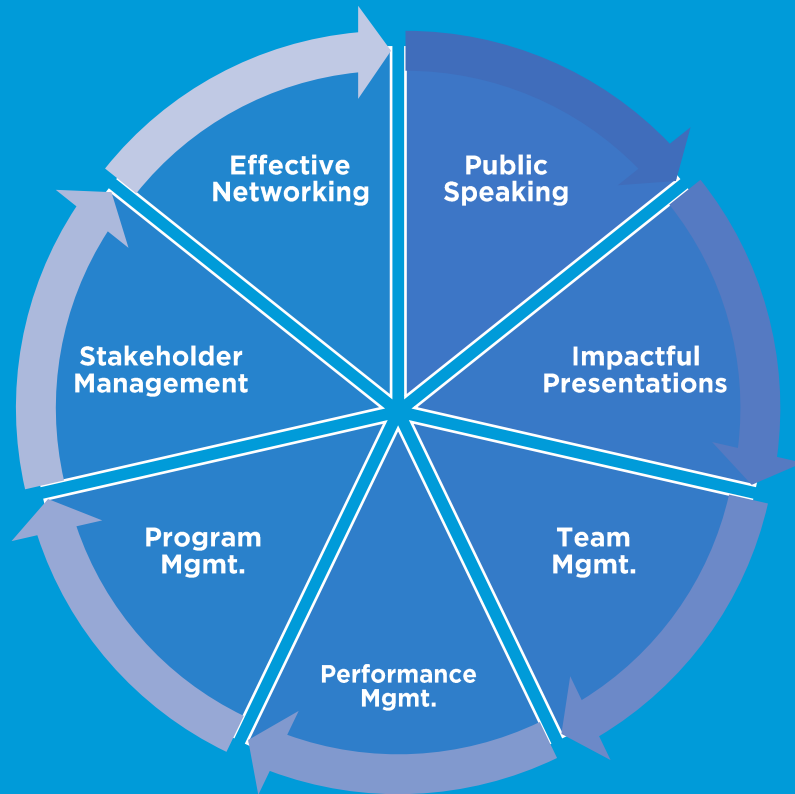 Public
Speaking
Impactful
Presentations
Team
Mgmt.
Performance
Mgmt.
Program
Mgmt.
Stakeholder
Management
Effective
Networking